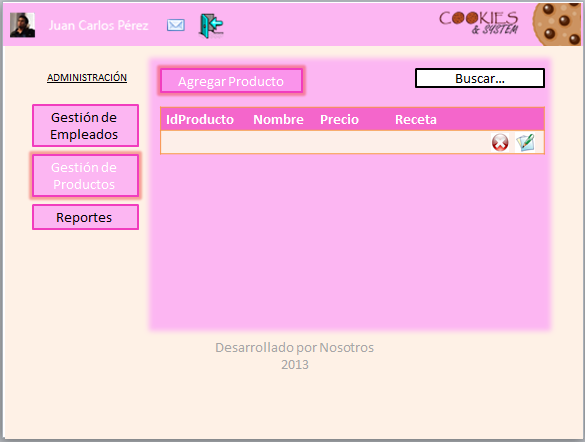 Juan Carlos Pérez
COOKIES
& SYSTEM
ADMINISTRACIÓN
Gestión de
Empleados
Gestión de
Productos
Reportes
Agregar Producto
Buscar...
IdProducto Nombre Precio Receta
Desarrollado por Nosotros
2013